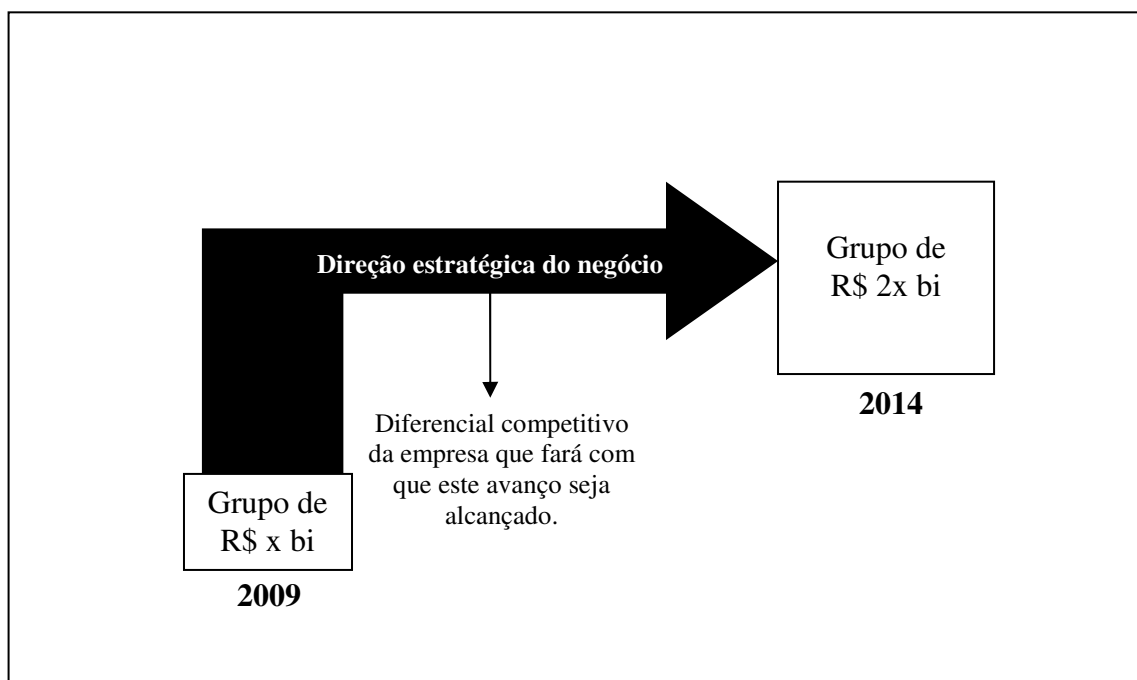 Direção estratégica do negócio
Grupo de
R$ 2x bi
2014
Diferencial competitivo
da empresa que fará com
que este avanço seja
alcançado.
Grupo de
R$ x bi
2009